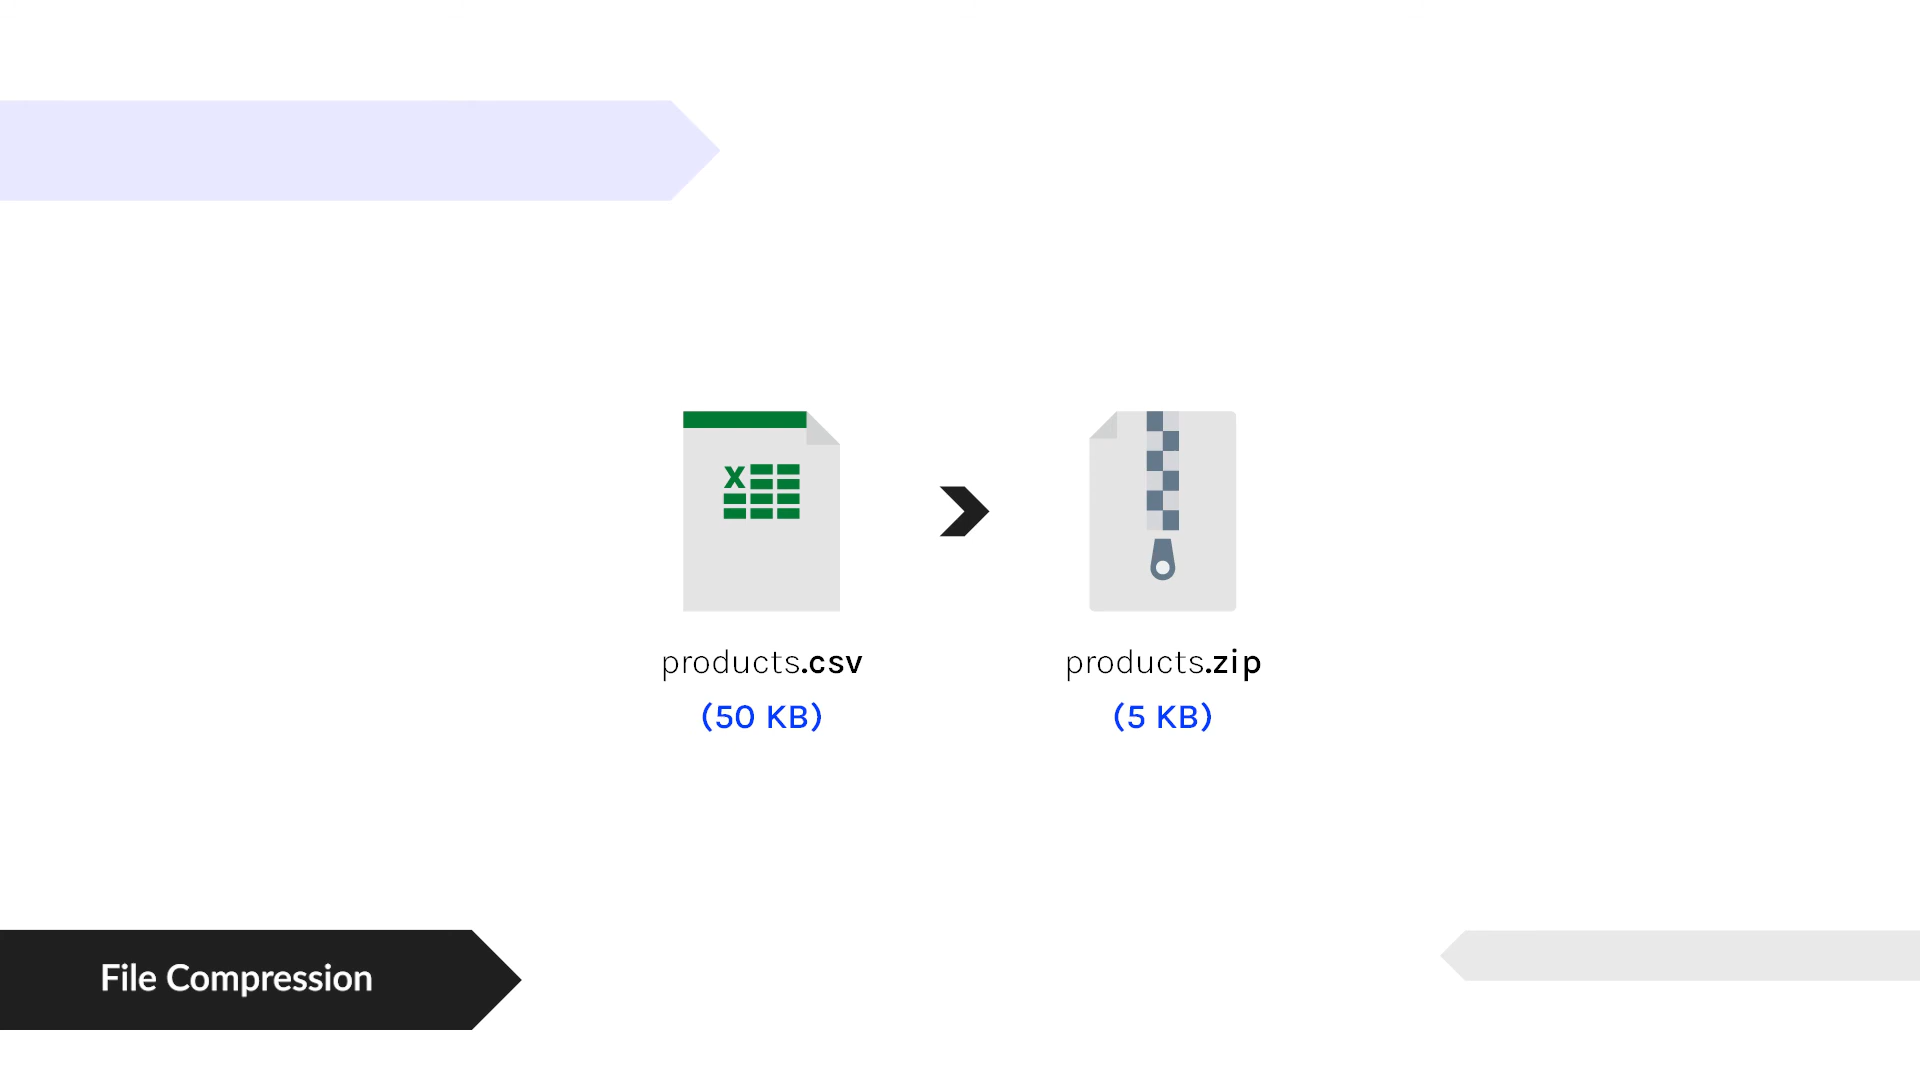 products.csv
(50 KB)
products.zip
(5 KB)
File Compression